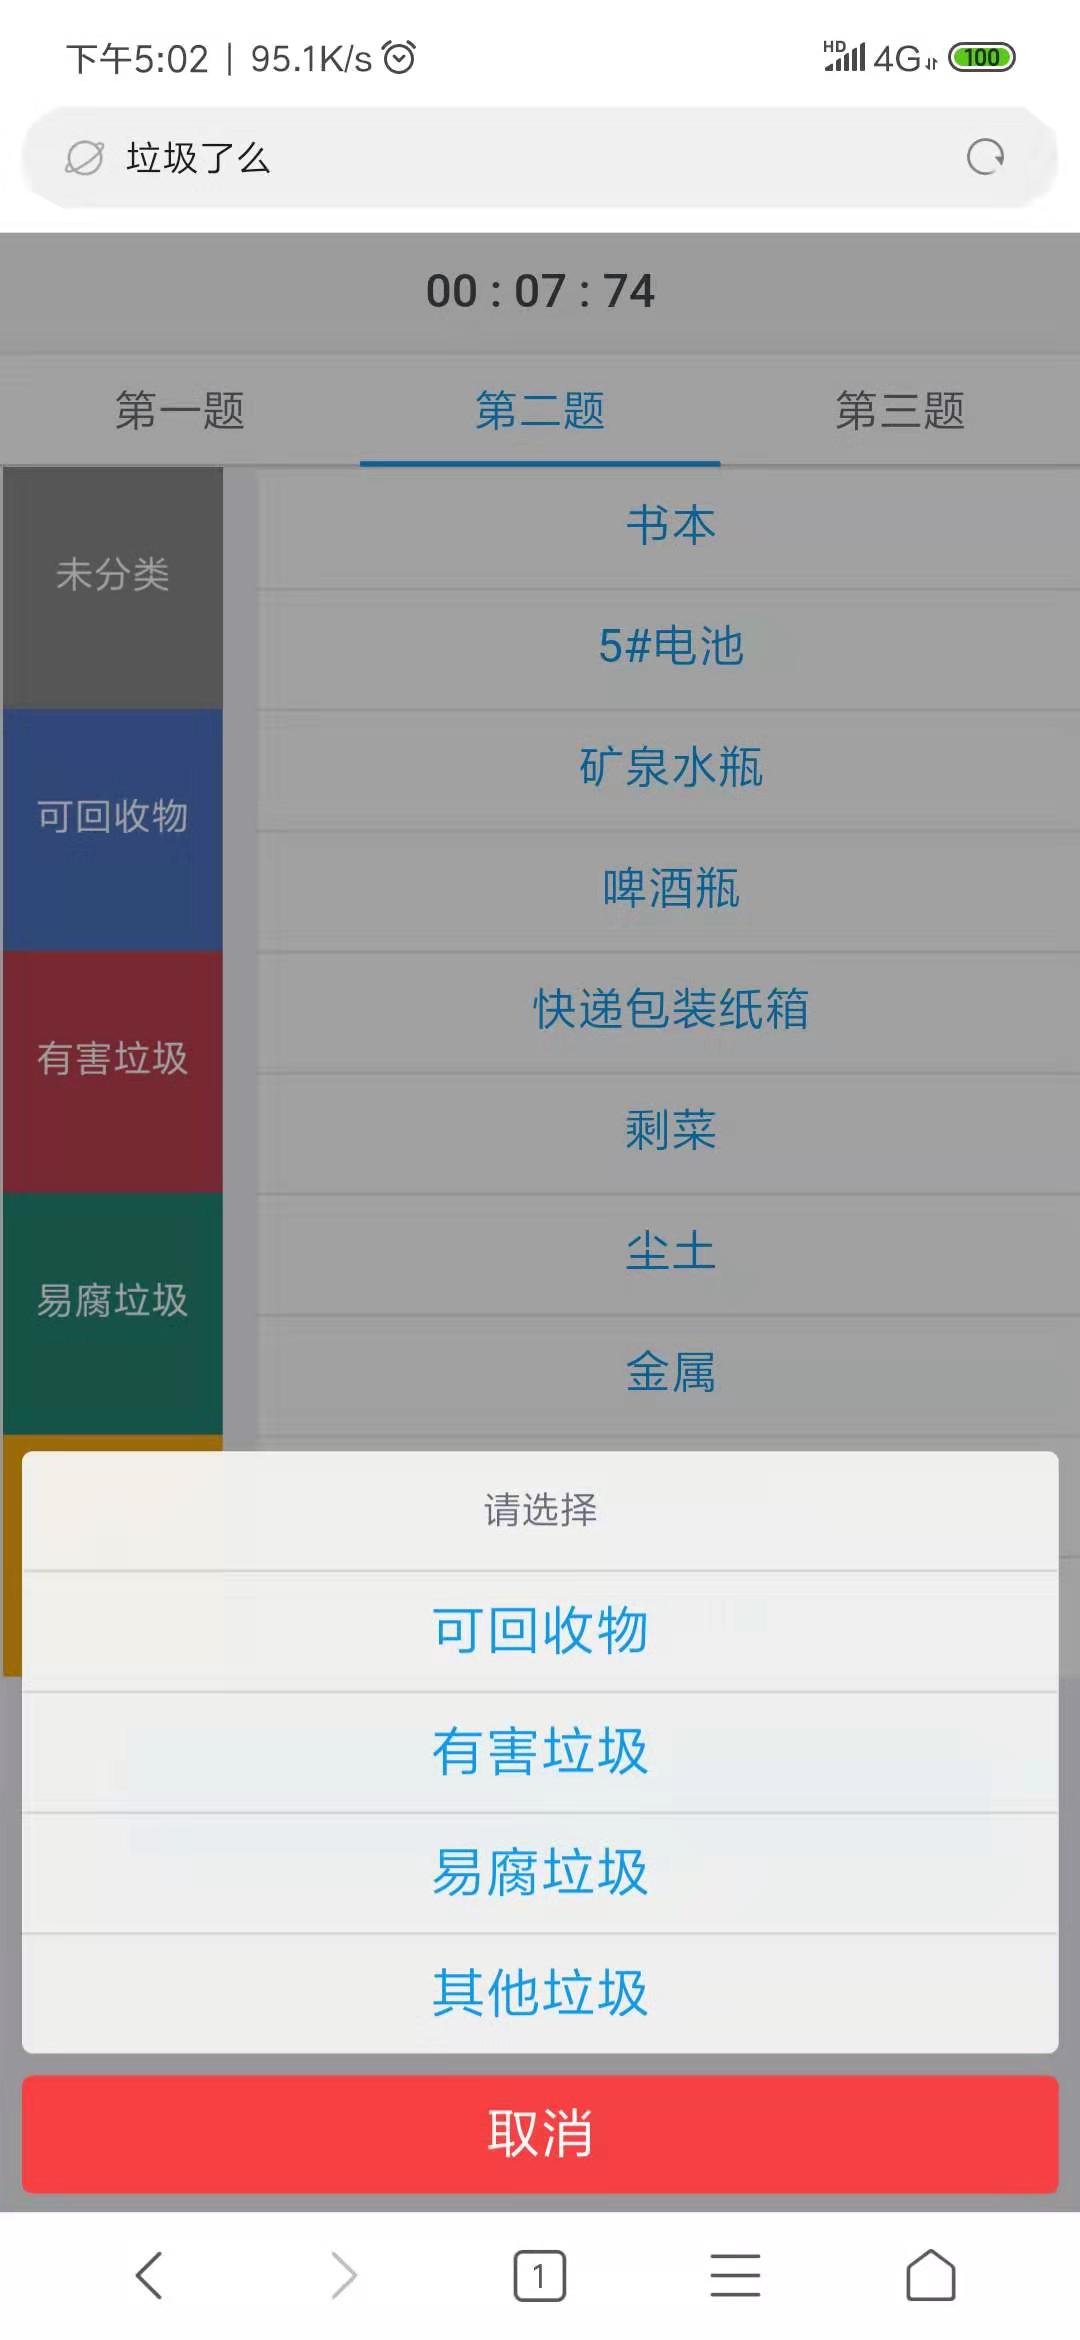 下午5:02 | 95.1K/s HD 4G 100
垃圾了么
00 : 07 : 74
第一题 第二题 第三题
未分类
可回收物
有害垃圾
易腐垃圾
书本
5#电池
矿泉水瓶
啤酒瓶
快递包装纸箱
剩菜
尘土
金属
请选择
可回收物
有害垃圾
易腐垃圾
其他垃圾
取消
1